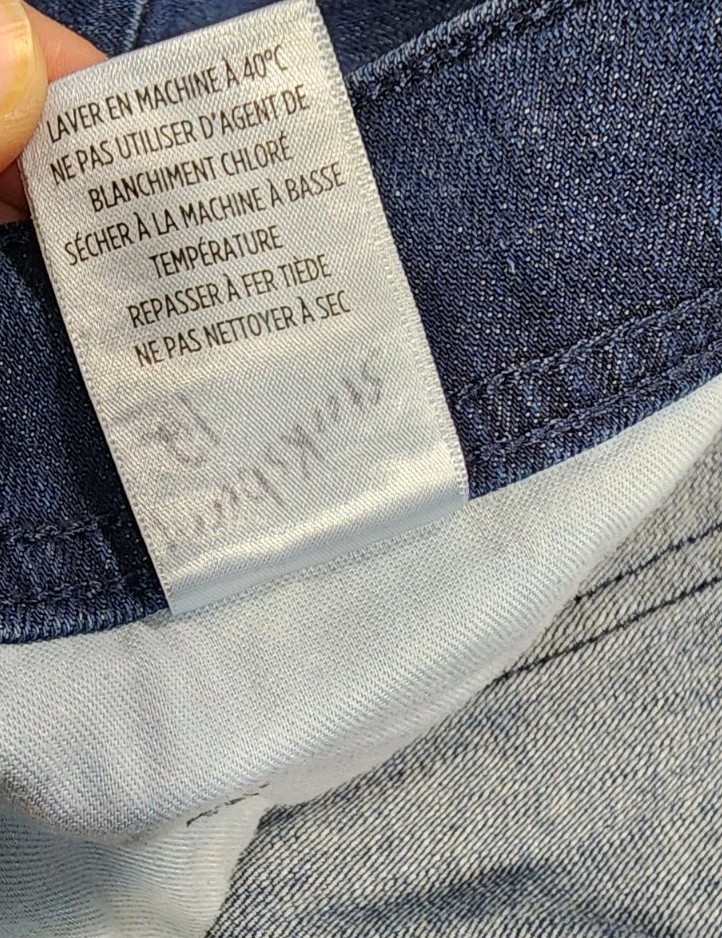 LAVER EN MACHINE À 40°C
NE PAS UTILISER D'AGENT DE
BLANCHIMENT CHLORÉ
SÉCHER À LA MACHINE À BASSE
TEMPÉRATURE
REPASSER À FER TIÈDE
NE PAS NETTOYER À SEC